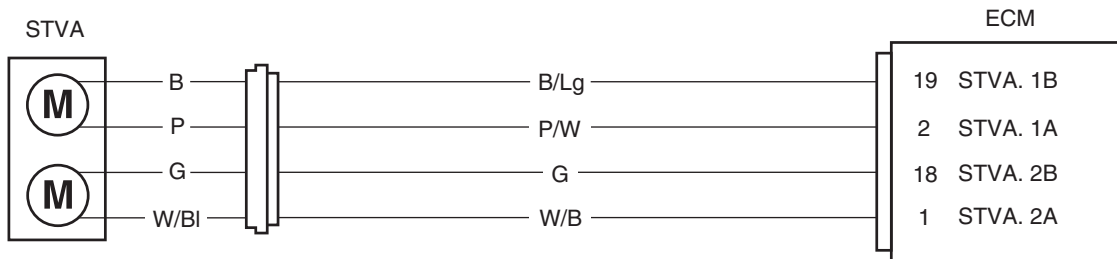 STVA
ECM
B B/Lg 19 STVA. 1B
M
P P/W 2 STVA. 1A
G G 18 STVA. 2B
M
W/Bl W/B 1 STVA. 2A